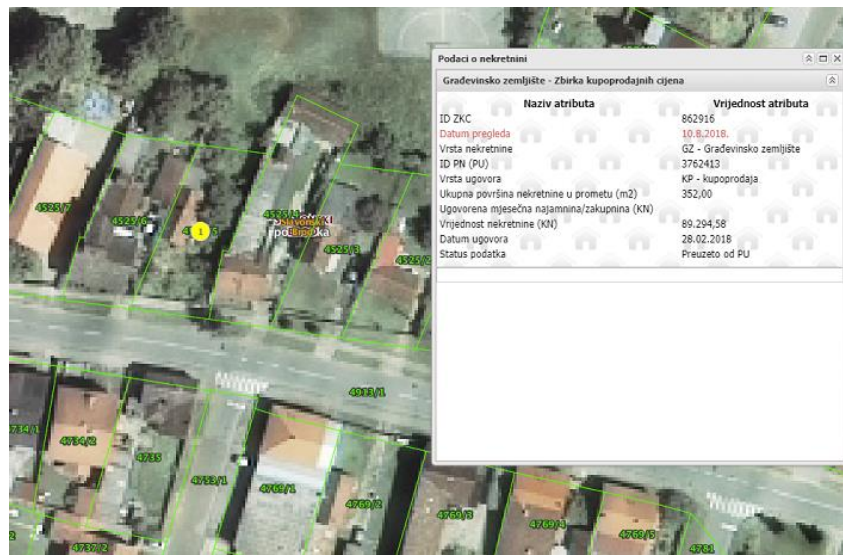 Podaci o nekretnini
Građevinsko zemljište - Zbirka kupoprodajnih cijena
Naziv atributa Vrijednost atributa
ID ZKC 862916
Datum pregleda 10.8.2018.
Vrsta nekretnine GZ - Građevinsko zemljište
ID PN (PU) 3762413
Vrsta ugovora KP - kupoprodaja
Ukupna površina nekretnine u prometu (m2) 352,00
Ugovorena mjesečna najamnina/zakupnina (KN)
Vrijednost nekretnine (KN) 89.294,58
Datum ugovora 28.02.2018
Status podatka Preuzeto od PU
4525/7
4525/6
1
4525/3
4525/2
4913/1
734/1
4734/2
4735
4753/1
4769/1
4769/2
4769/3
4769/4
4769/5
4781
4737/2